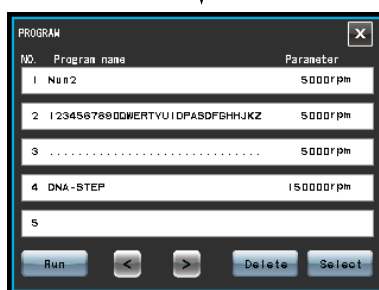 PROGRAM X
NO. Program name Parameter
1 Nun2 5000rpm
2 1234567890QWERTYUIOPASDFGHHJKZ 5000rpm
3 .............................. 5000rpm
4 DNA-STEP 150000rpm
5
Run < > Delete Select